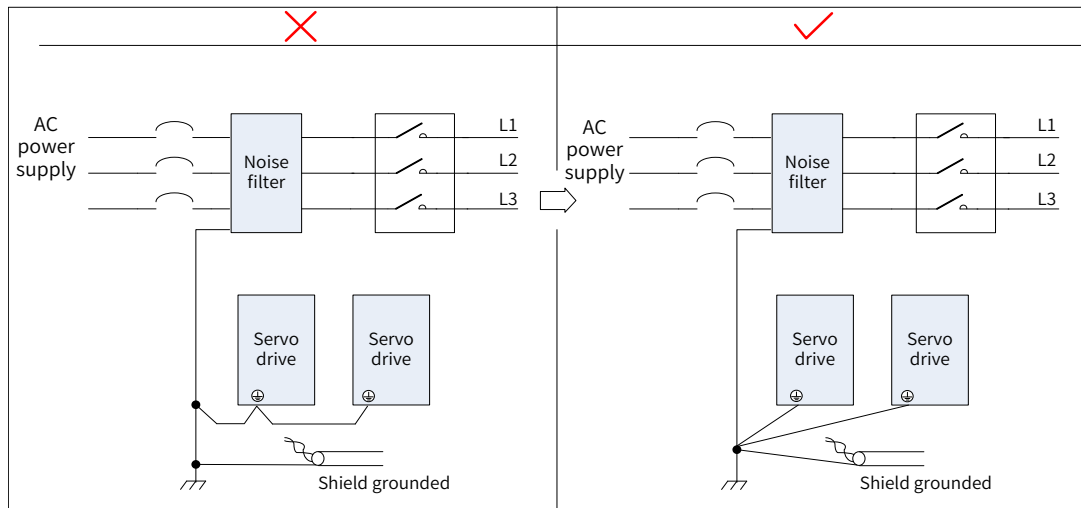 AC
power
supply
Noise
filter
L1
L2
L3
Servo
drive
Servo
drive
Shield grounded
AC
power
supply
Noise
filter
L1
L2
L3
Servo
drive
Servo
drive
Shield grounded